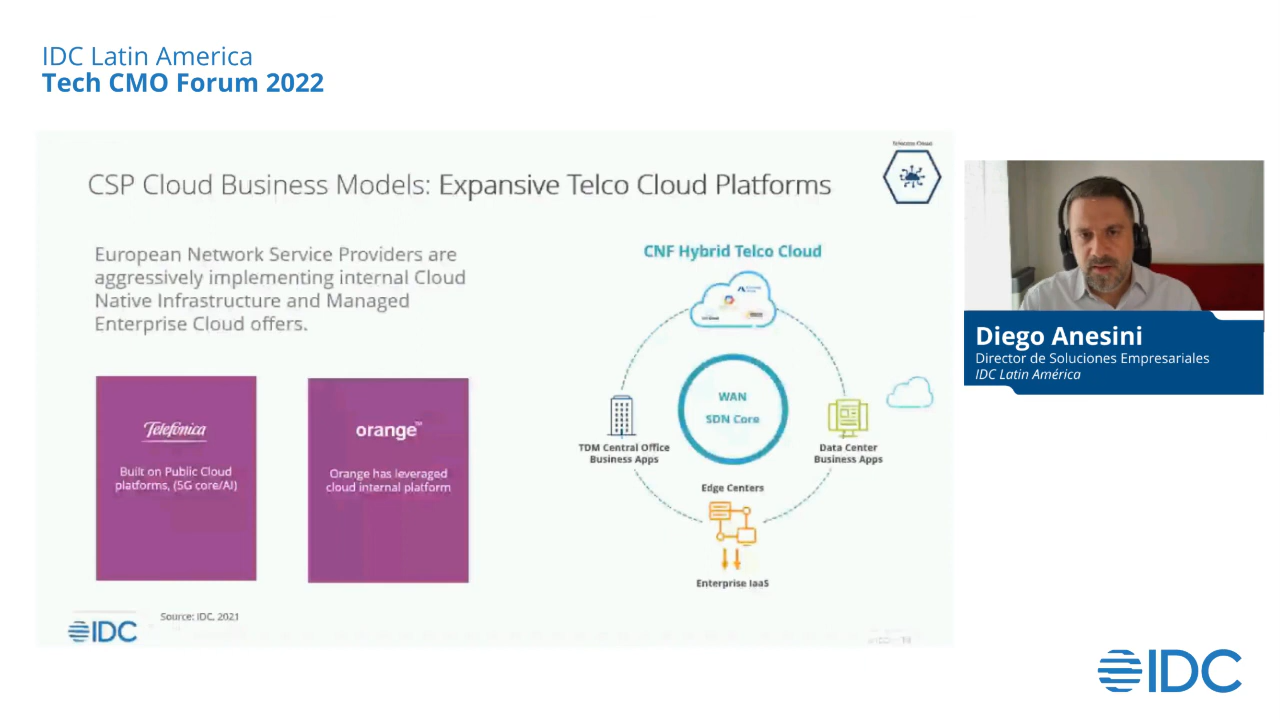 IDC Latin America
Tech CMO Forum 2022
CSP Cloud Business Models: Expansive Telco Cloud Platforms
European Network Service Providers are
aggressively implementing internal Cloud
Native Infrastructure and Managed
Enterprise Cloud offers.
Telefónica
Built on Public Cloud
platforms, (5G core/AI)
orange™
Orange has leveraged
cloud internal platform
CNF Hybrid Telco Cloud
WAN
SDN Core
TDM Central Office
Business Apps
Data Center
Business Apps
Edge Centers
Enterprise IaaS
Source: IDC, 2021
IDC
Diego Anesini
Director de Soluciones Empresariales
IDC Latin América
IDC